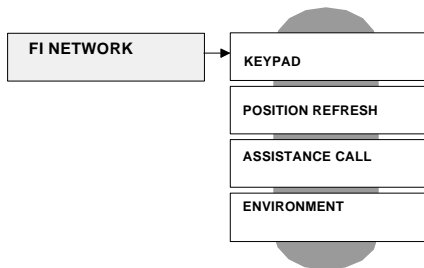 FI NETWORK
KEYPAD
POSITION REFRESH
ASSISTANCE CALL
ENVIRONMENT